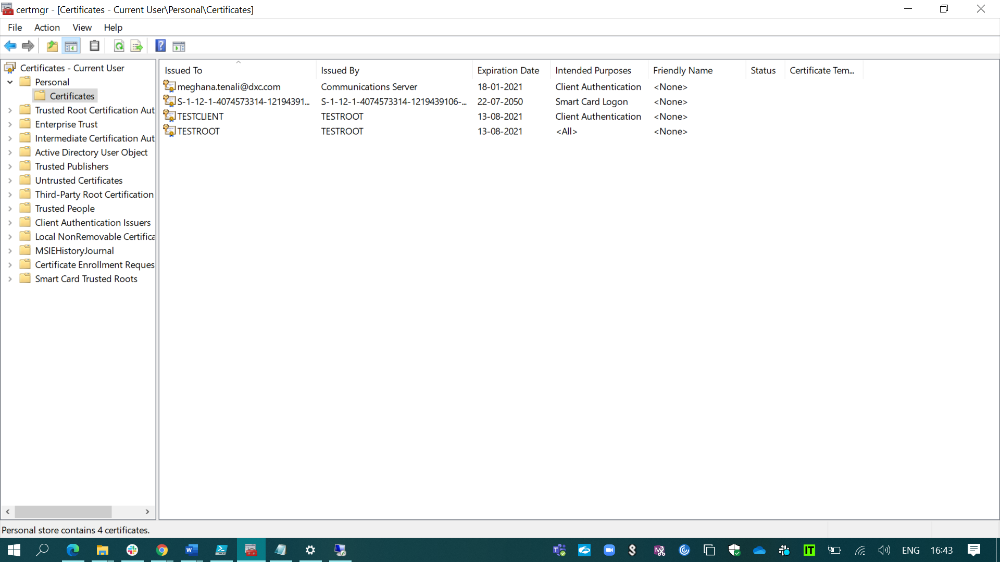 certmgr - [Certificates - Current User\Personal\Certificates]
File Action View Help
Certificates - Current User
Personal
Certificates
Trusted Root Certification Aut
Enterprise Trust
Intermediate Certification Aut
Active Directory User Object
Trusted Publishers
Untrusted Certificates
Third-Party Root Certification
Trusted People
Client Authentication Issuers
Local NonRemovable Certifica
MSIEHistoryJournal
Certificate Enrollment Reques
Smart Card Trusted Roots
Issued To Issued By Expiration Date Intended Purposes Friendly Name Status Certificate Tem...
meghana.tenali@dxc.com Communications Server 18-01-2021 Client Authentication <None>
S-1-12-1-4074573314-12194391... S-1-12-1-4074573314-1219439106-... 22-07-2050 Smart Card Logon <None>
TESTCLIENT TESTROOT 13-08-2021 Client Authentication <None>
TESTROOT TESTROOT 13-08-2021 <All> <None>
Personal store contains 4 certificates.
ENG 16:43